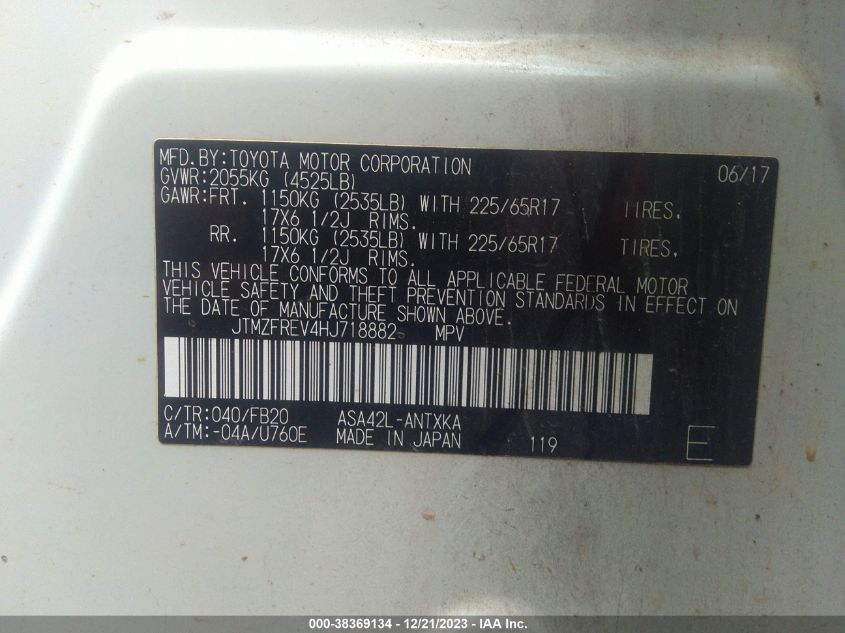 MFD.BY:TOYOTA MOTOR CORPORATION 06/17
GVWR:2055KG (4525LB)
GAWR:FRT. 1150KG (2535LB) WITH 225/65R17 TIRES,
17X6 1/2J RIMS.
RR. 1150KG (2535LB) WITH 225/65R17 TIRES,
17X6 1/2J RIMS.
THIS VEHICLE CONFORMS TO ALL APPLICABLE FEDERAL MOTOR
VEHICLE SAFETY AND THEFT PREVENTION STANDARDS IN EFFECT ON
THE DATE OF MANUFACTURE SHOWN ABOVE.
JTMZFREV4HJ718882 MPV
C/TR:040/FB20 ASA42L-ANTXKA
A/TM:-04A/U760E MADE IN JAPAN 119 E
000-38369134 - 12/21/2023 - IAA Inc.